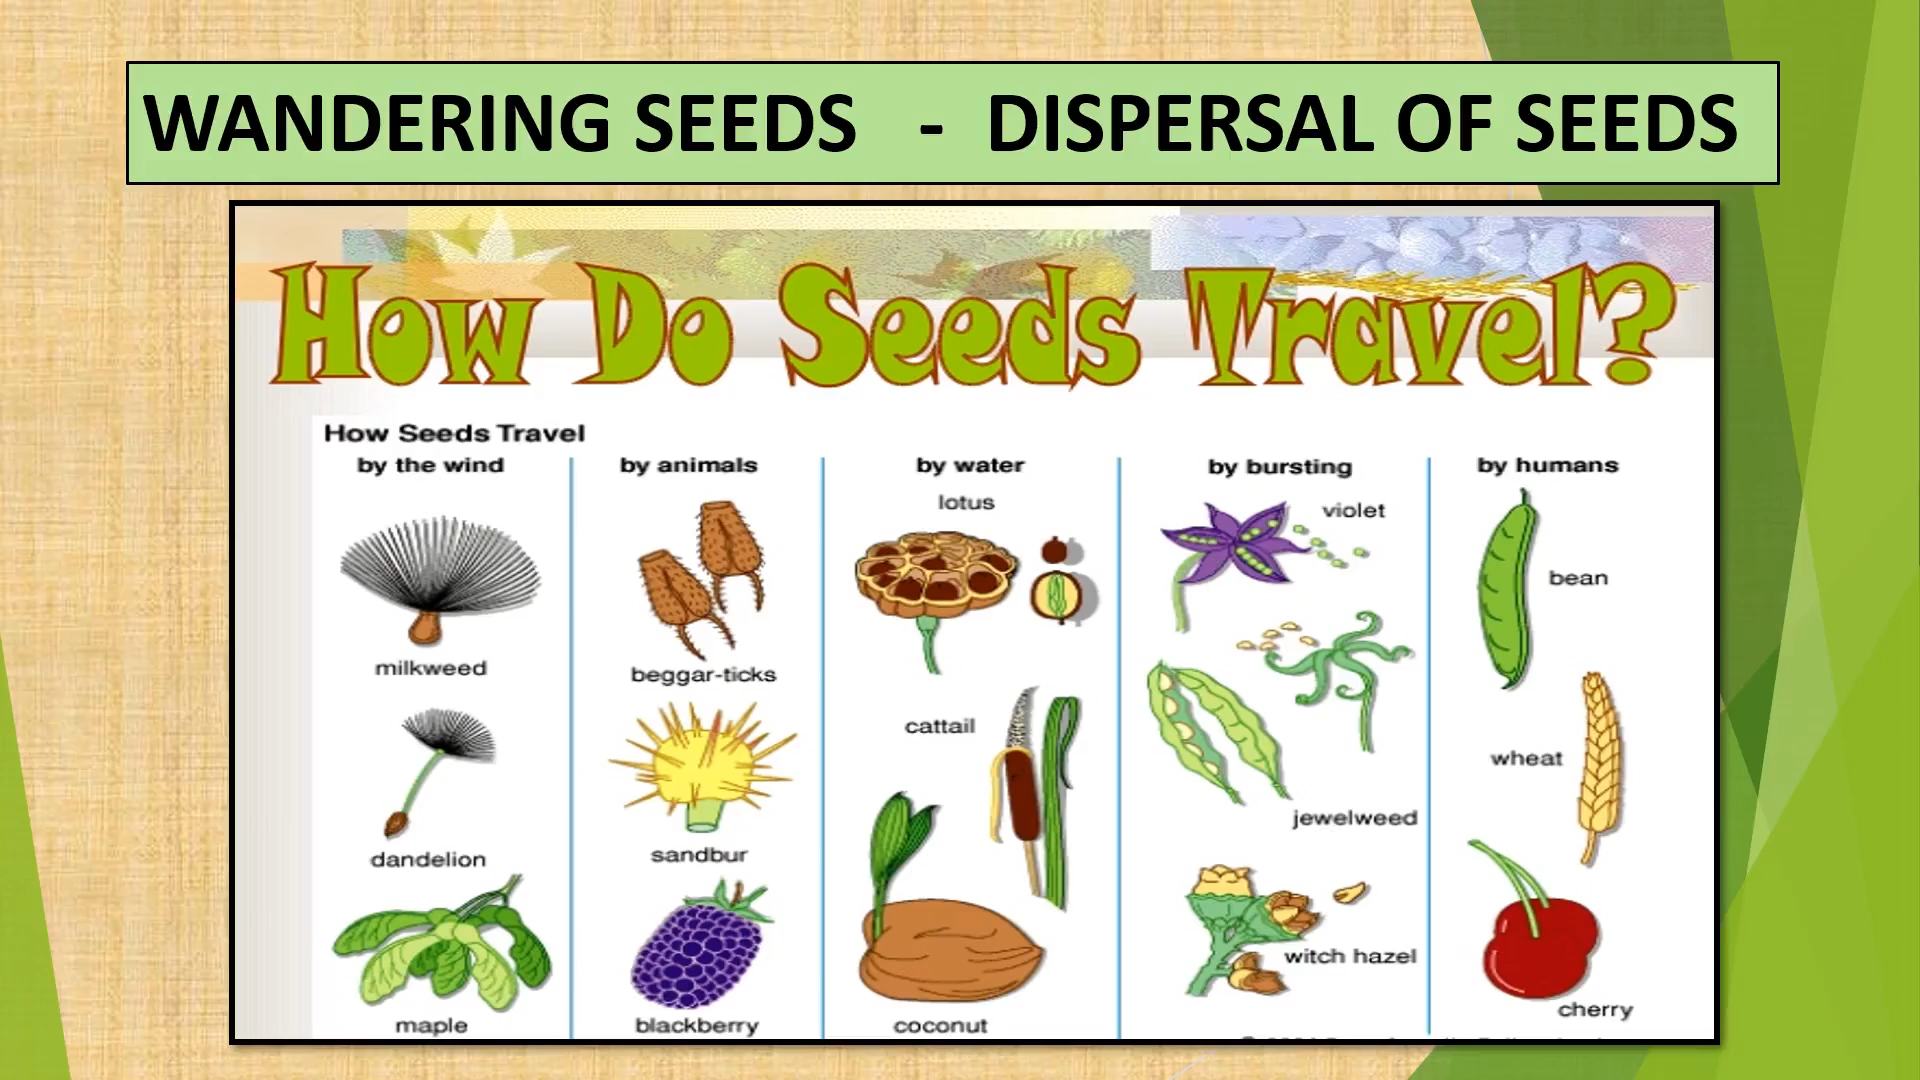 WANDERING SEEDS - DISPERSAL OF SEEDS
How Do Seeds Travel?
How Seeds Travel
by the wind
milkweed
dandelion
maple
by animals
beggar-ticks
sandbur
blackberry
by water
lotus
cattail
coconut
by bursting
violet
jewelweed
witch hazel
by humans
bean
wheat
cherry